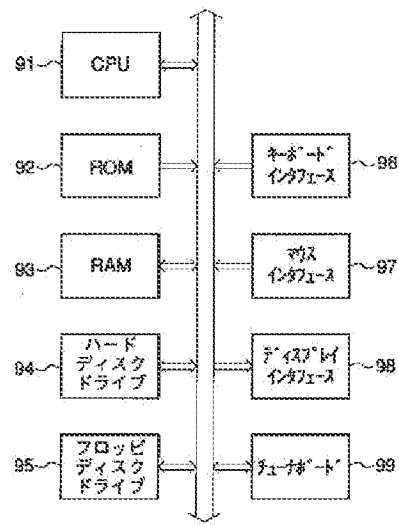 91
CPU
92
ROM
93
RAM
94
ハード
ディスク
ドライブ
95
フロッピ
ディスク
ドライブ
キーボード
インタフェース
96
マウス
インタフェース
97
ディスプレイ
インタフェース
98
チューナボード
99